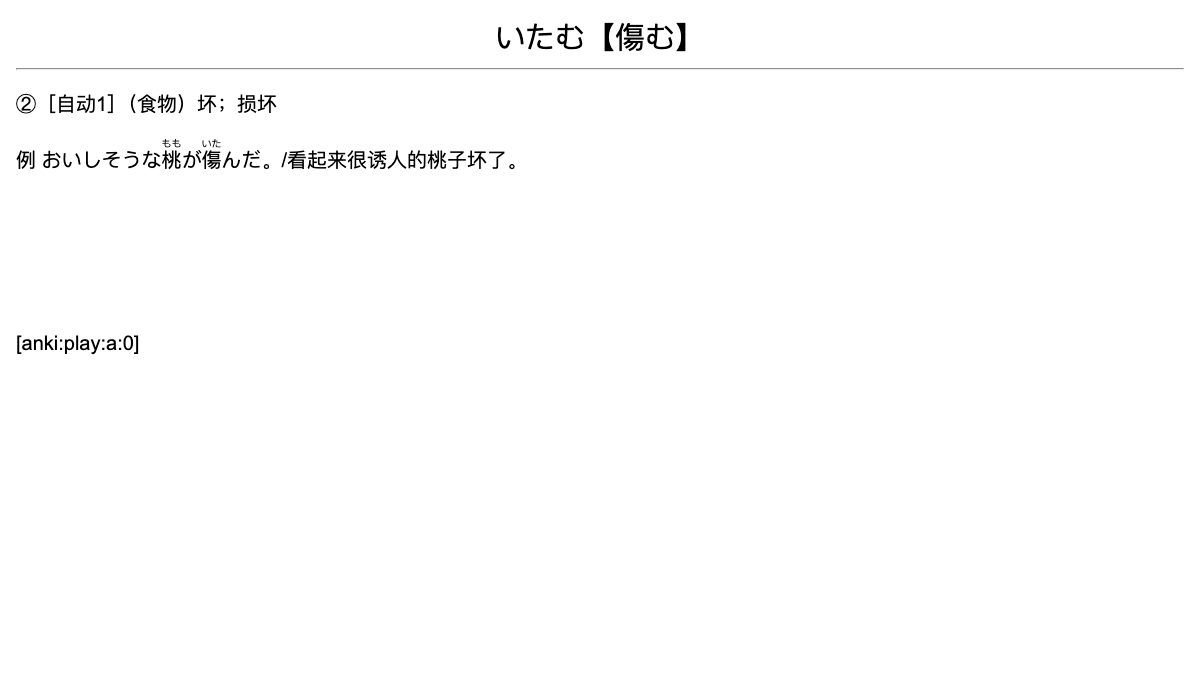 いたむ【傷む】
②［自动1］（食物）坏；损坏
例 おいしそうな桃が傷んだ。/看起来很诱人的桃子坏了。
もも いた
[anki:play:a:0]